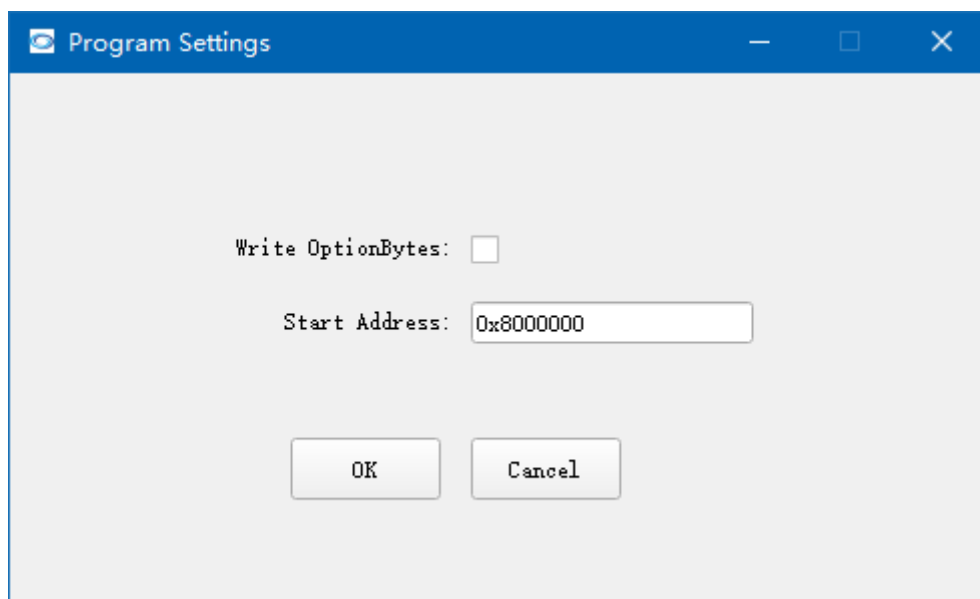 Program Settings
Write OptionBytes:
Start Address: 0x8000000
OK Cancel